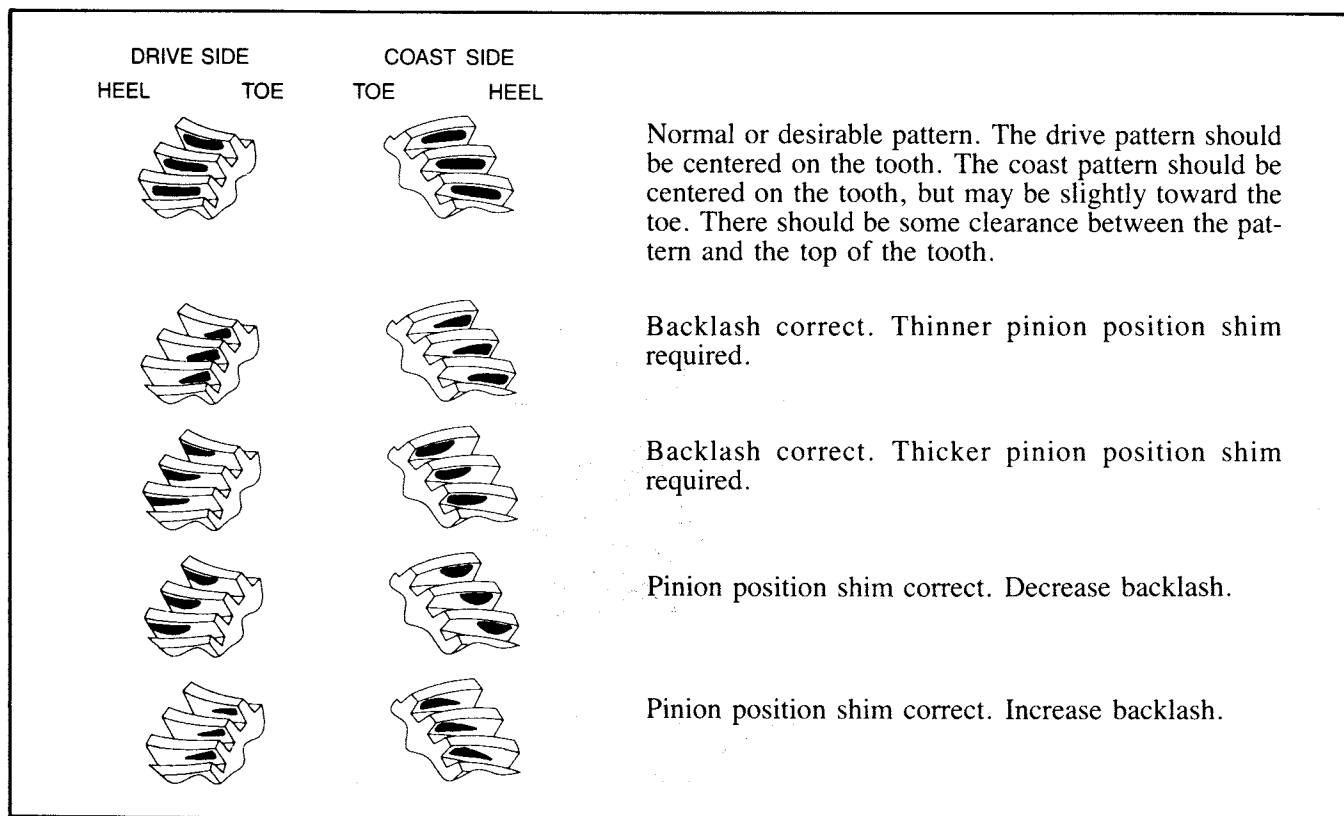 DRIVE SIDE COAST SIDE
HEEL TOE TOE HEEL
Normal or desirable pattern. The drive pattern should
be centered on the tooth. The coast pattern should be
centered on the tooth, but may be slightly toward the
toe. There should be some clearance between the pat-
tern and the top of the tooth.
Backlash correct. Thinner pinion position shim
required.
Backlash correct. Thicker pinion position shim
required.
Pinion position shim correct. Decrease backlash.
Pinion position shim correct. Increase backlash.